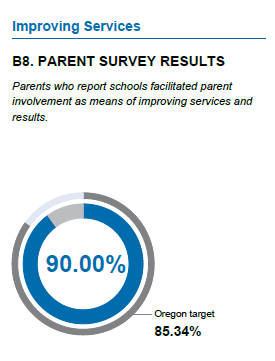 Improving Services
B8. PARENT SURVEY RESULTS
Parents who report schools facilitated parent
involvement as means of improving services and
results.
90.00%
Oregon target
85.34%